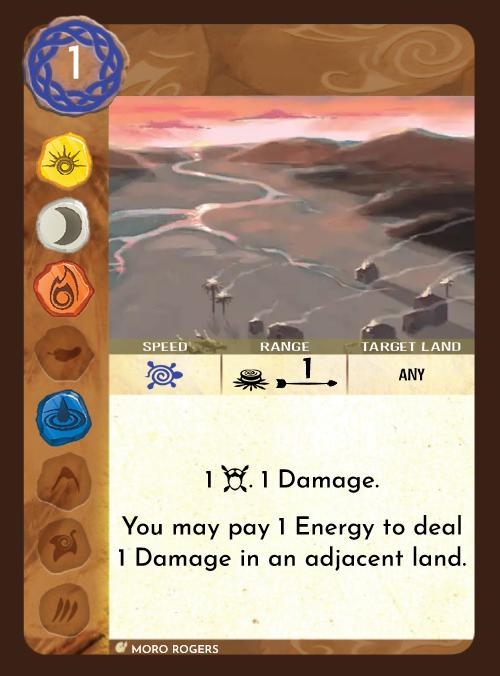 1
SPEED RANGE TARGET LAND
1 ANY
1 . 1 Damage.
You may pay 1 Energy to deal
1 Damage in an adjacent land.
MORO ROGERS